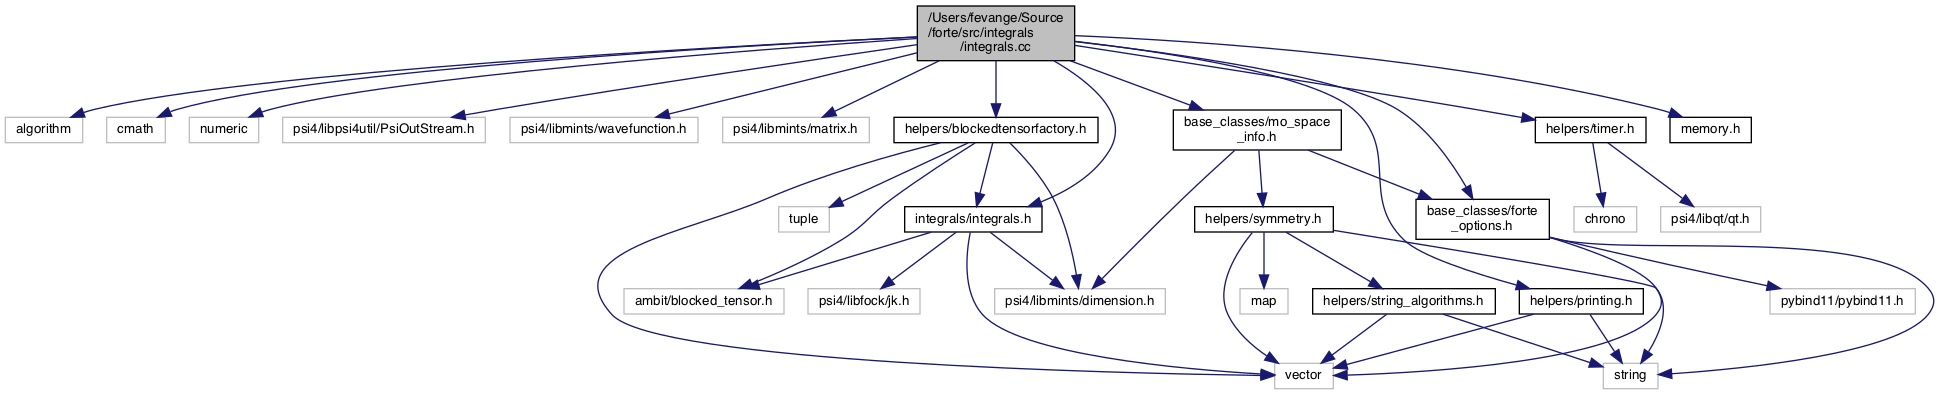 /Users/fevange/Source
/forte/src/integrals
/integrals.cc
algorithm
cmath
numeric
psi4/libpsi4util/PsiOutStream.h
psi4/libmints/wavefunction.h
psi4/libmints/matrix.h
helpers/blockedtensorfactory.h
base_classes/mo_space
_info.h
helpers/timer.h
memory.h
tuple
integrals/integrals.h
helpers/symmetry.h
base_classes/forte
_options.h
chrono
psi4/libqt/qt.h
ambit/blocked_tensor.h
psi4/libfock/jk.h
psi4/libmints/dimension.h
map
helpers/string_algorithms.h
helpers/printing.h
pybind11/pybind11.h
vector
string